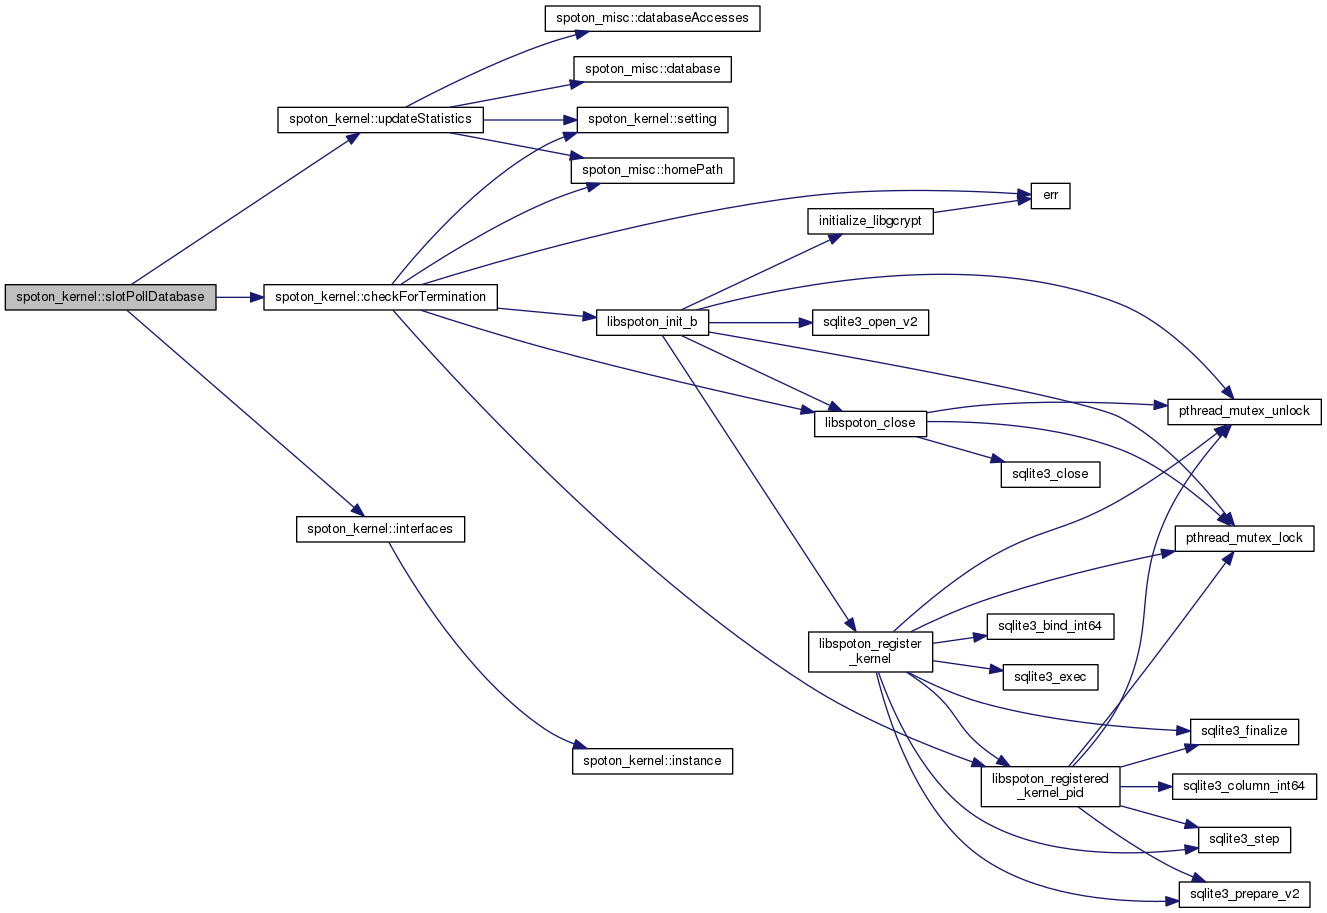 spoton_misc::databaseAccesses
spoton_misc::database
spoton_kernel::updateStatistics
spoton_kernel::setting
spoton_misc::homePath
err
initialize_libgcrypt
spoton_kernel::slotPollDatabase
spoton_kernel::checkForTermination
libspoton_init_b
sqlite3_open_v2
pthread_mutex_unlock
libspoton_close
sqlite3_close
spoton_kernel::interfaces
pthread_mutex_lock
sqlite3_bind_int64
libspoton_register
_kernel
sqlite3_exec
sqlite3_finalize
spoton_kernel::instance
libspoton_registered
_kernel_pid
sqlite3_column_int64
sqlite3_step
sqlite3_prepare_v2